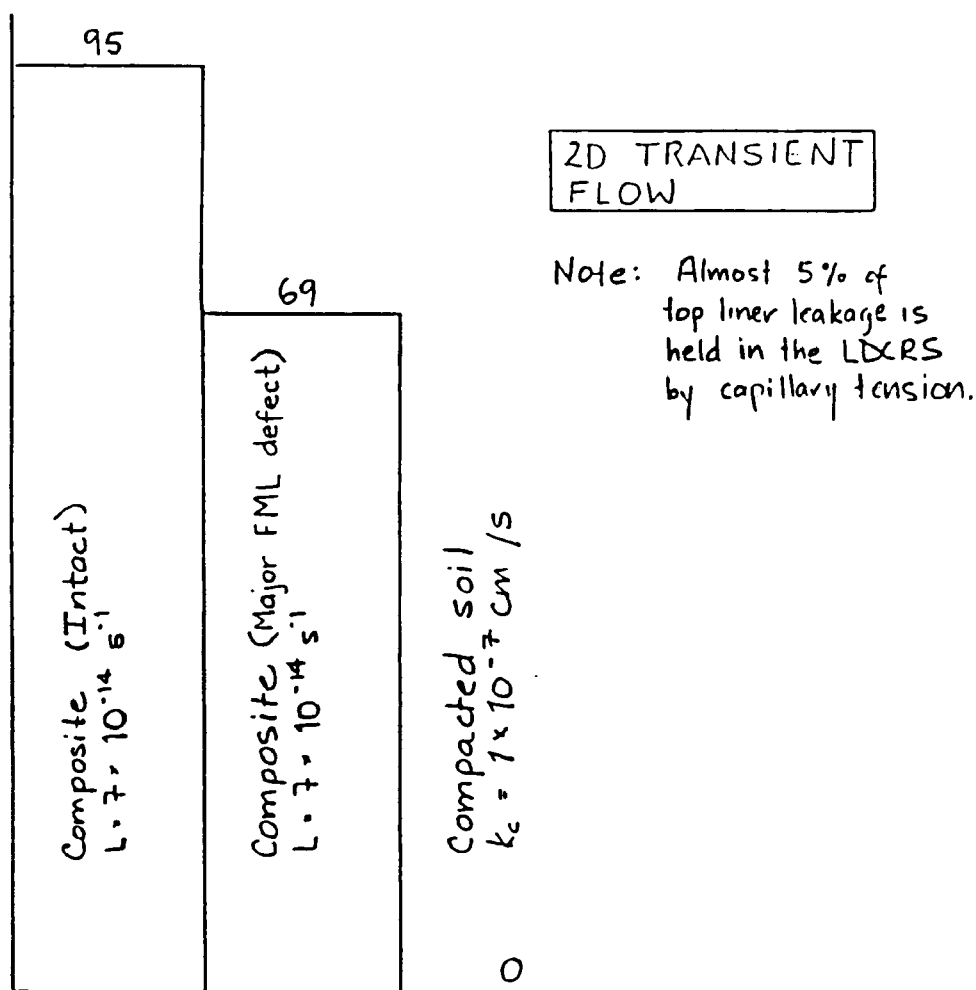 95
2D TRANSIENT
FLOW
69
Note: Almost 5% of
top liner leakage is
held in the LDCRS
by capillary tension.
Composite (Intact)
L = 7 × 10⁻¹⁴ s⁻¹
Composite (Major FML defect)
L = 7 × 10⁻¹⁴ s⁻¹
Compacted soil
k_c = 1 × 10⁻⁷ cm/s
0